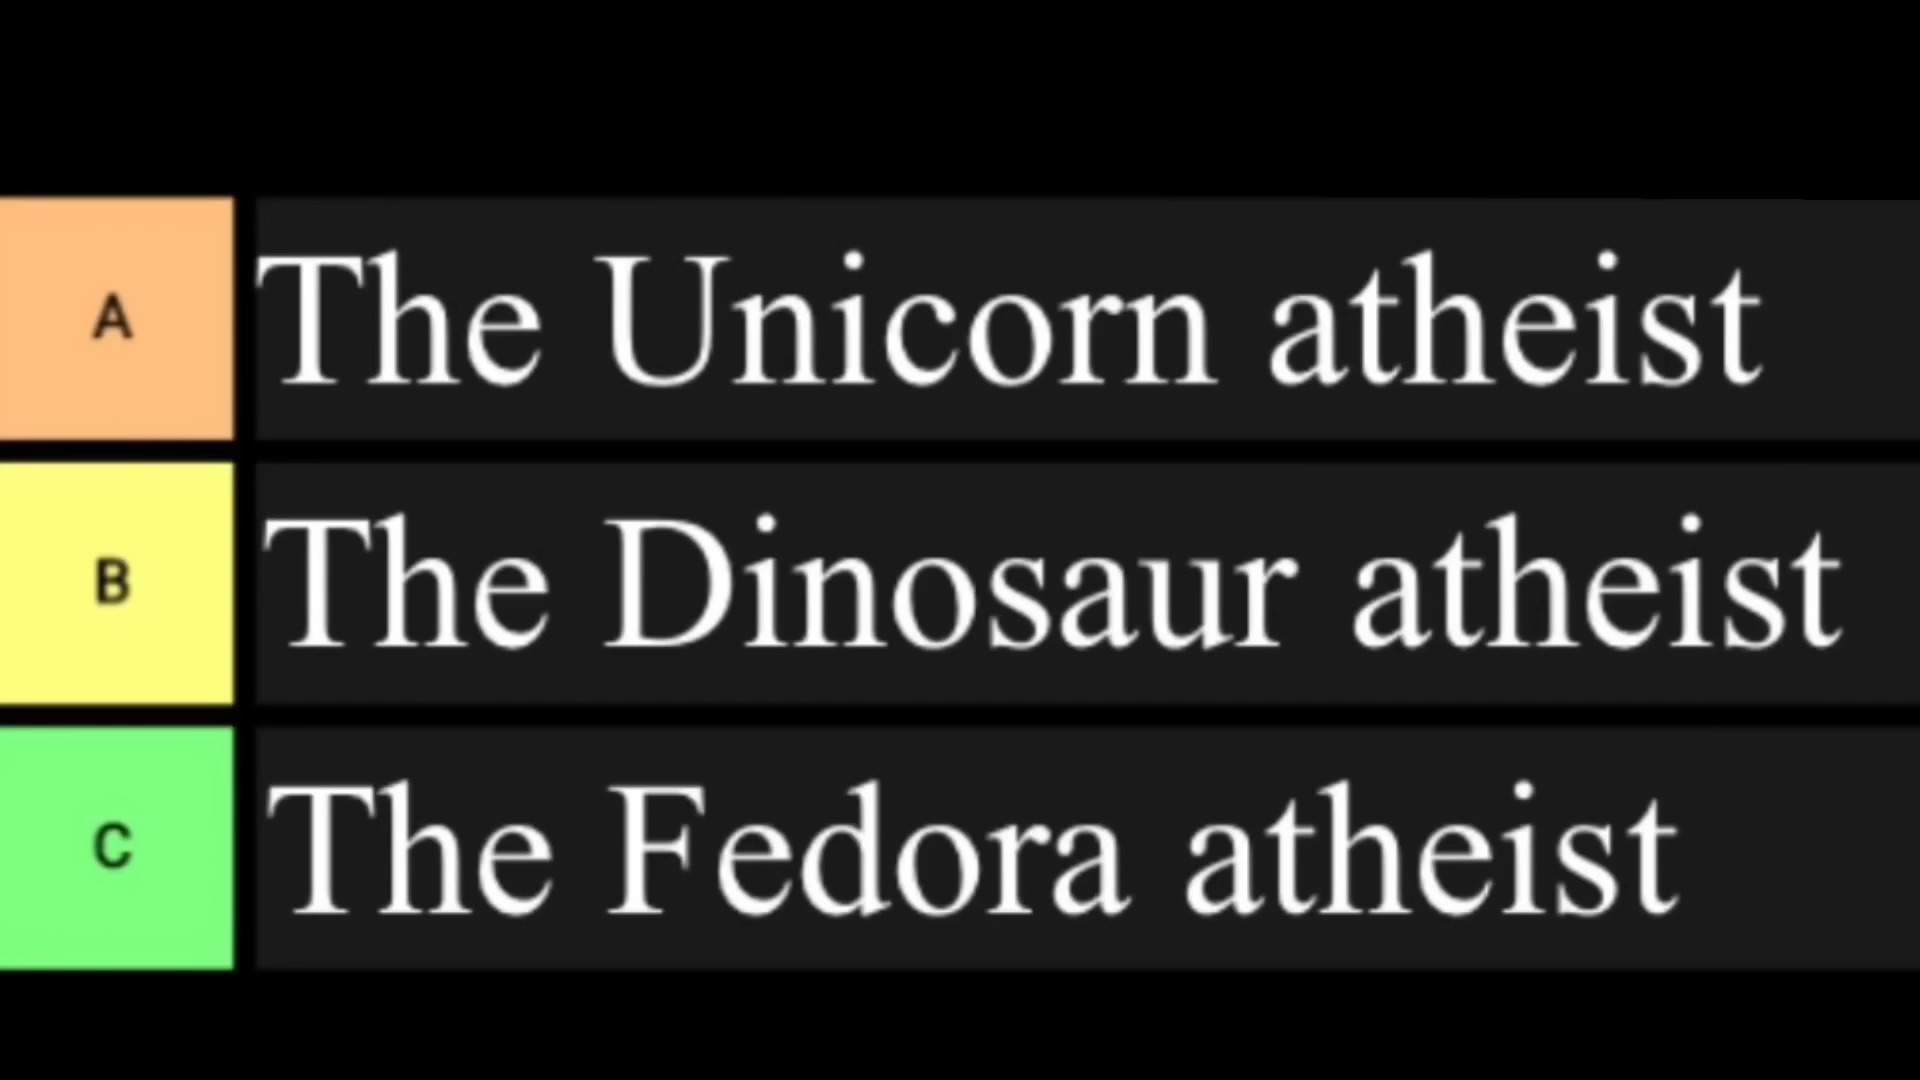 A
The Unicorn atheist
B
The Dinosaur atheist
C
The Fedora atheist